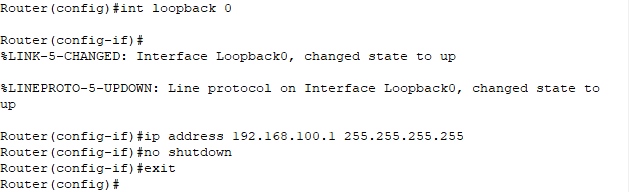 Router(config)#int loopback 0
Router(config-if)#
%LINK-5-CHANGED: Interface Loopback0, changed state to up
%LINEPROTO-5-UPDOWN: Line protocol on Interface Loopback0, changed state to
up
Router(config-if)#ip address 192.168.100.1 255.255.255.255
Router(config-if)#no shutdown
Router(config-if)#exit
Router(config)#